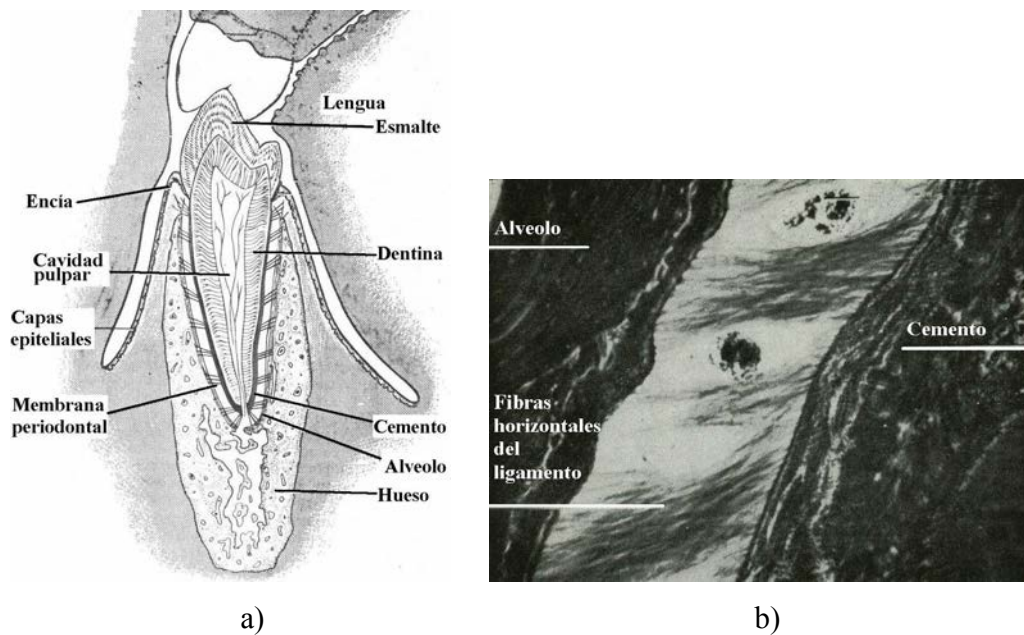 Lengua
Esmalte
Encía
Cavidad
pulpar
Dentina
Capas
epiteliales
Membrana
periodontal
Cemento
Alveolo
Hueso
Alveolo
Cemento
Fibras
horizontales
del
ligamento
a)
b)